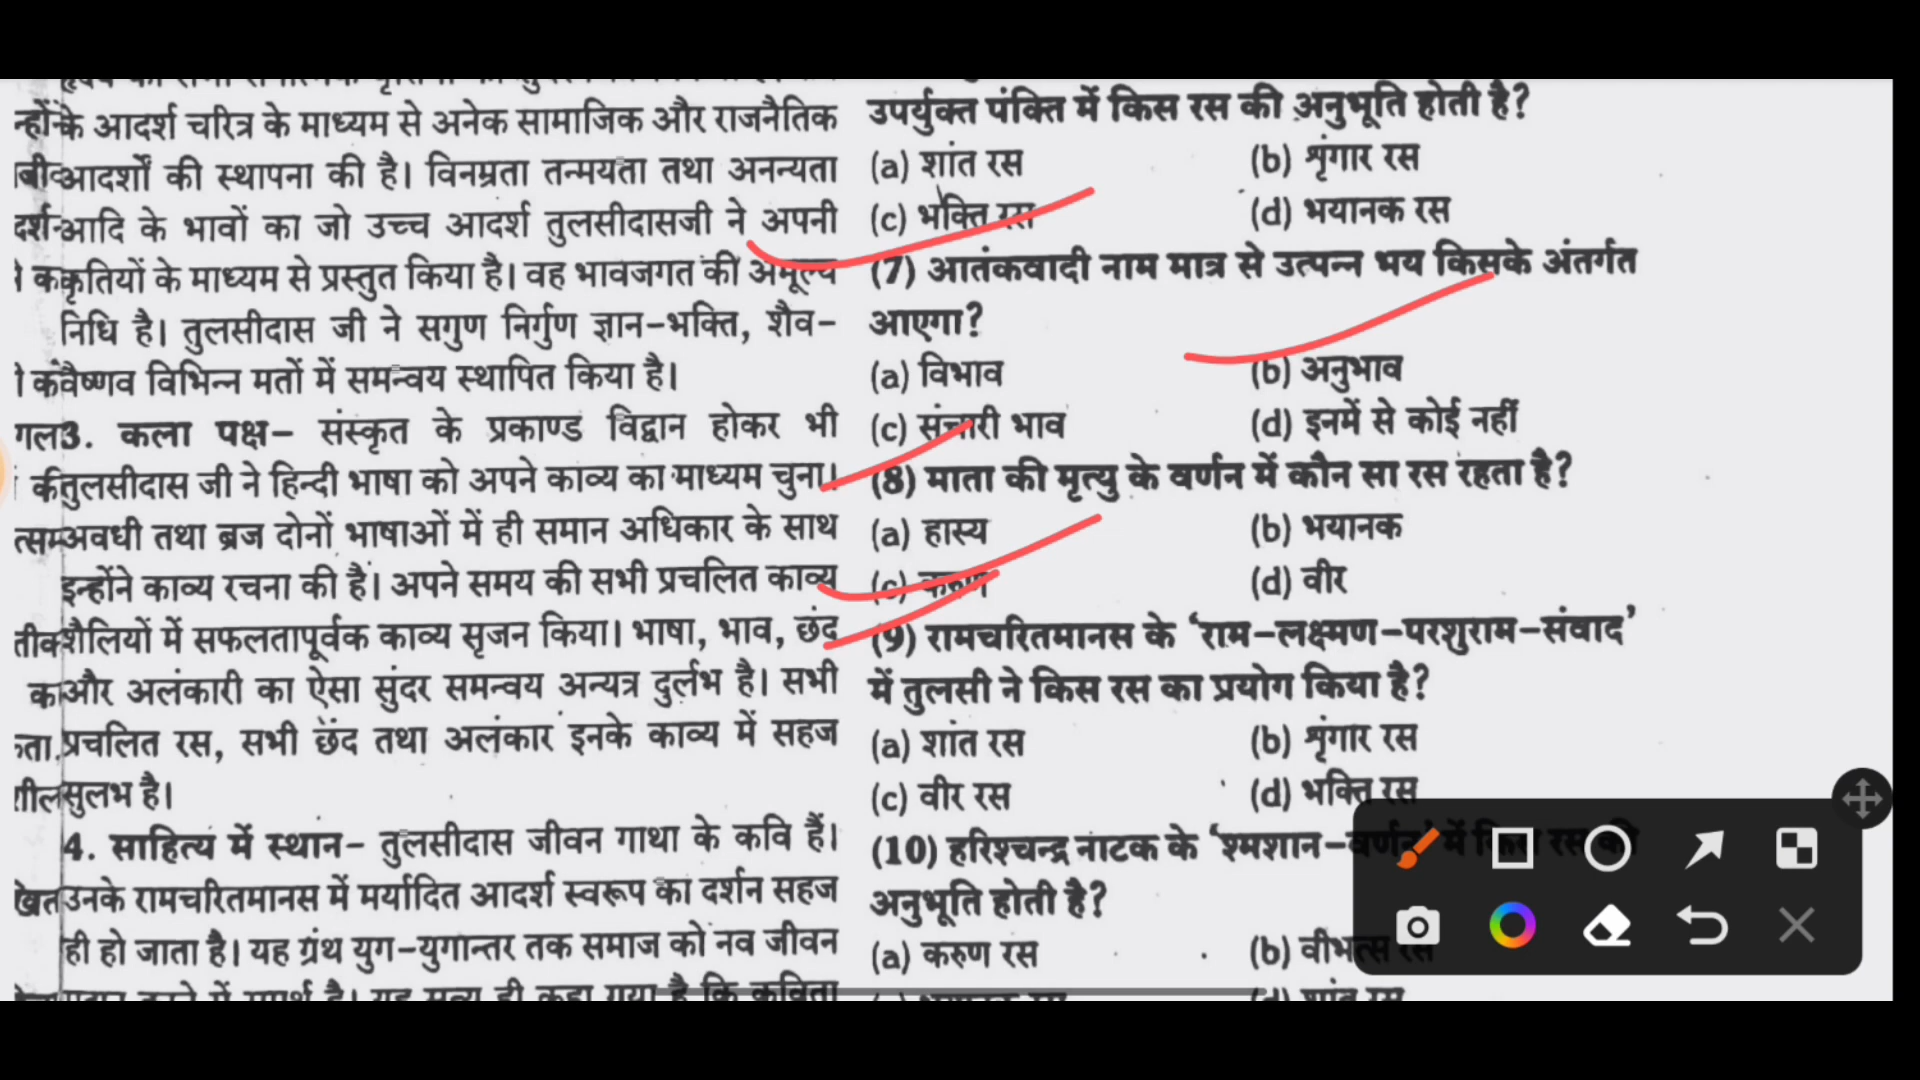 के आदर्श चरित्र के माध्यम से अनेक सामाजिक और राजनैतिक
आदर्शों की स्थापना की है। विनम्रता तन्मयता तथा अनन्यता
आदि के भावों का जो उच्च आदर्श तुलसीदासजी ने अपनी
कृतियों के माध्यम से प्रस्तुत किया है। वह भावजगत की अमूल्य
निधि है। तुलसीदास जी ने सगुण निर्गुण ज्ञान-भक्ति, शैव-
वैष्णव विभिन्न मतों में समन्वय स्थापित किया है।
3. कला पक्ष- संस्कृत के प्रकाण्ड विद्वान होकर भी
तुलसीदास जी ने हिन्दी भाषा को अपने काव्य का माध्यम चुना।
अवधी तथा ब्रज दोनों भाषाओं में ही समान अधिकार के साथ
इन्होंने काव्य रचना की है। अपने समय की सभी प्रचलित काव्य
शैलियों में सफलतापूर्वक काव्य सृजन किया। भाषा, भाव, छंद
और अलंकारी का ऐसा सुंदर समन्वय अन्यत्र दुर्लभ है। सभी
प्रचलित रस, सभी छंद तथा अलंकार इनके काव्य में सहज
सुलभ है।
4. साहित्य में स्थान- तुलसीदास जीवन गाथा के कवि हैं।
उनके रामचरितमानस में मर्यादित आदर्श स्वरूप का दर्शन सहज
ही हो जाता है। यह ग्रंथ युग-युगान्तर तक समाज को नव जीवन
उपर्युक्त पंक्ति में किस रस की अनुभूति होती है?
(a) शांत रस (b) शृंगार रस
(c) भक्ति रस (d) भयानक रस
(7) आतंकवादी नाम मात्र से उत्पन्न भय किसके अंतर्गत
आएगा?
(a) विभाव (b) अनुभाव
(c) संचारी भाव (d) इनमें से कोई नहीं
(8) माता की मृत्यु के वर्णन में कौन सा रस रहता है?
(a) हास्य (b) भयानक
(c) करुण (d) वीर
(9) रामचरितमानस के 'राम-लक्ष्मण-परशुराम-संवाद'
में तुलसी ने किस रस का प्रयोग किया है?
(a) शांत रस (b) शृंगार रस
(c) वीर रस (d) भक्ति रस
(10) हरिश्चन्द्र नाटक के 'श्मशान-वर्णन' में किस रस की
अनुभूति होती है?
(a) करुण रस (b) वीभत्स रस
(d) शांत रस